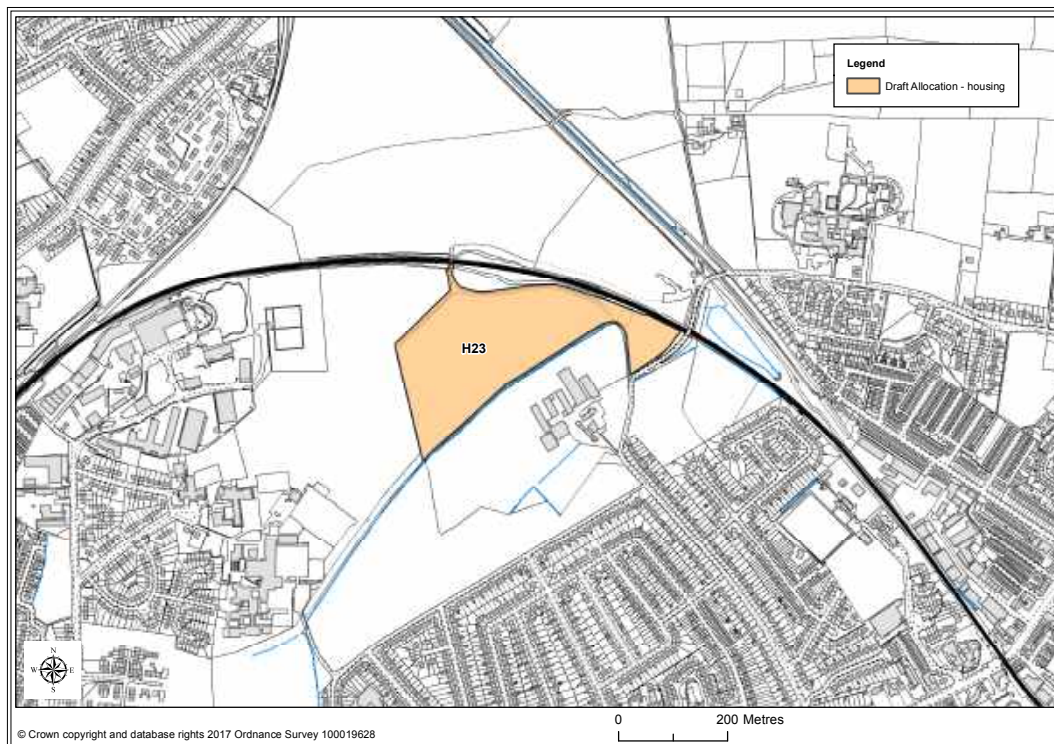 Legend
Draft Allocation - housing
H23
N
W E
S
0 200 Metres
© Crown copyright and database rights 2017 Ordnance Survey 100019628